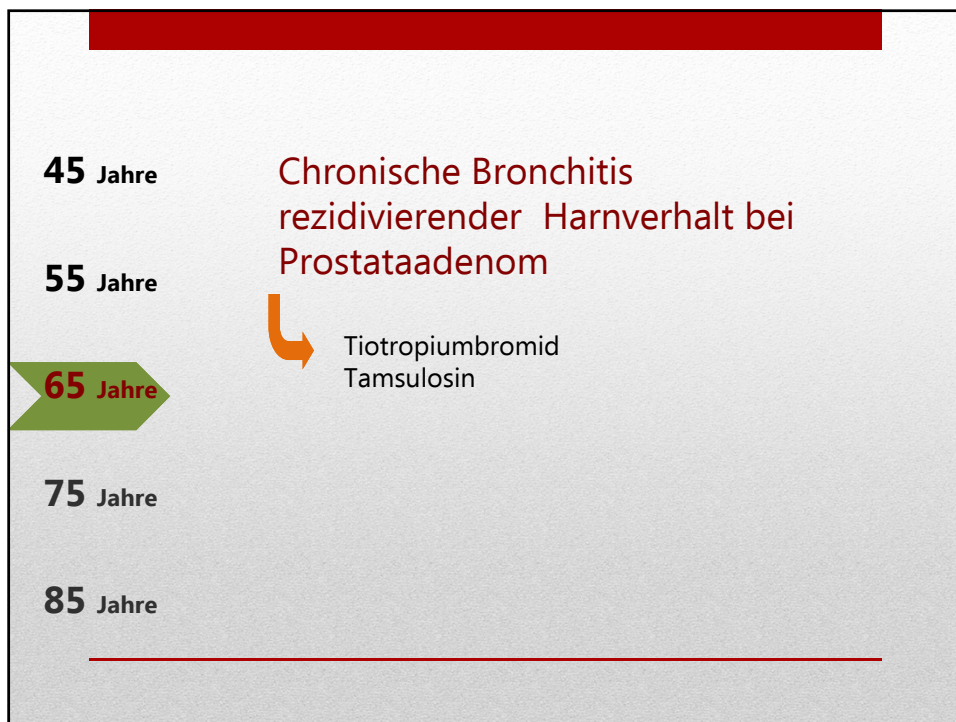 45 Jahre
Chronische Bronchitis
rezidivierender  Harnverhalt bei
Prostataadenom
55 Jahre
Tiotropiumbromid
Tamsulosin
65 Jahre
75 Jahre
85 Jahre